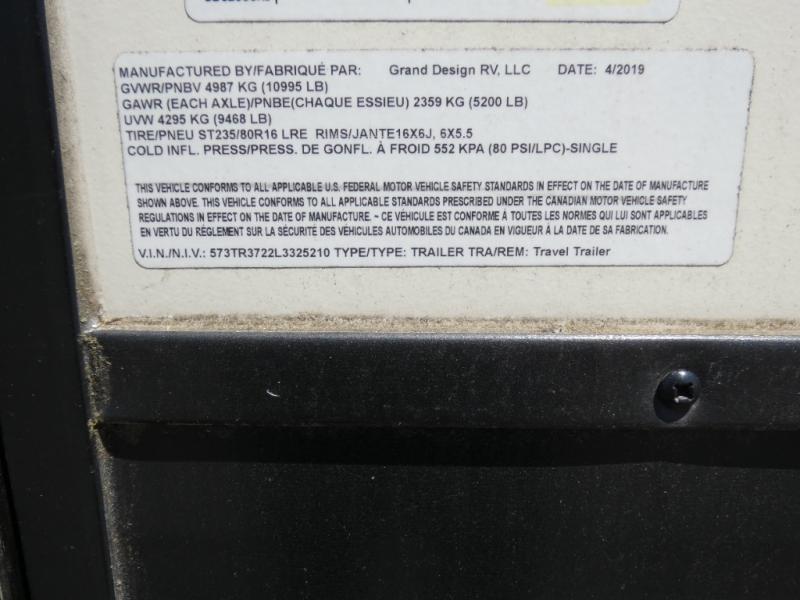 MANUFACTURED BY/FABRIQUÉ PAR: Grand Design RV, LLC DATE: 4/2019
GVWR/PNBV 4987 KG (10995 LB)
GAWR (EACH AXLE)/PNBE(CHAQUE ESSIEU) 2359 KG (5200 LB)
UVW 4295 KG (9468 LB)
TIRE/PNEU ST235/80R16 LRE RIMS/JANTE16X6J, 6X5.5
COLD INFL. PRESS/PRESS. DE GONFL. À FROID 552 KPA (80 PSI/LPC)-SINGLE
THIS VEHICLE CONFORMS TO ALL APPLICABLE U.S. FEDERAL MOTOR VEHICLE SAFETY STANDARDS IN EFFECT ON THE DATE OF MANUFACTURE
SHOWN ABOVE. THIS VEHICLE CONFORMS TO ALL APPLICABLE STANDARDS PRESCRIBED UNDER THE CANADIAN MOTOR VEHICLE SAFETY
REGULATIONS IN EFFECT ON THE DATE OF MANUFACTURE. ~ CE VÉHICULE EST CONFORME À TOUTES LES NORMES QUI LUI SONT APPLICABLES
EN VERTU DU RÈGLEMENT SUR LA SÉCURITÉ DES VÉHICULES AUTOMOBILES DU CANADA EN VIGUEUR À LA DATE DE SA FABRICATION.
V.I.N./N.I.V.: 573TR3722L3325210 TYPE/TYPE: TRAILER TRA/REM: Travel Trailer